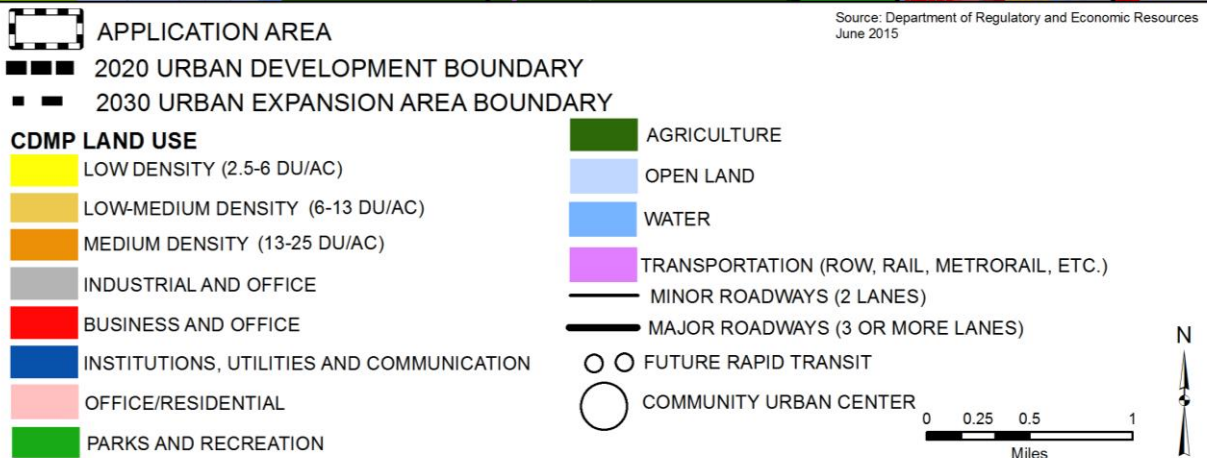 Source: Department of Regulatory and Economic Resources
June 2015
APPLICATION AREA
2020 URBAN DEVELOPMENT BOUNDARY
2030 URBAN EXPANSION AREA BOUNDARY
CDMP LAND USE
LOW DENSITY (2.5-6 DU/AC)
LOW-MEDIUM DENSITY (6-13 DU/AC)
MEDIUM DENSITY (13-25 DU/AC)
INDUSTRIAL AND OFFICE
BUSINESS AND OFFICE
INSTITUTIONS, UTILITIES AND COMMUNICATION
OFFICE/RESIDENTIAL
PARKS AND RECREATION
AGRICULTURE
OPEN LAND
WATER
TRANSPORTATION (ROW, RAIL, METRORAIL, ETC.)
MINOR ROADWAYS (2 LANES)
MAJOR ROADWAYS (3 OR MORE LANES)
FUTURE RAPID TRANSIT
COMMUNITY URBAN CENTER
0 0.25 0.5 1
Miles
N